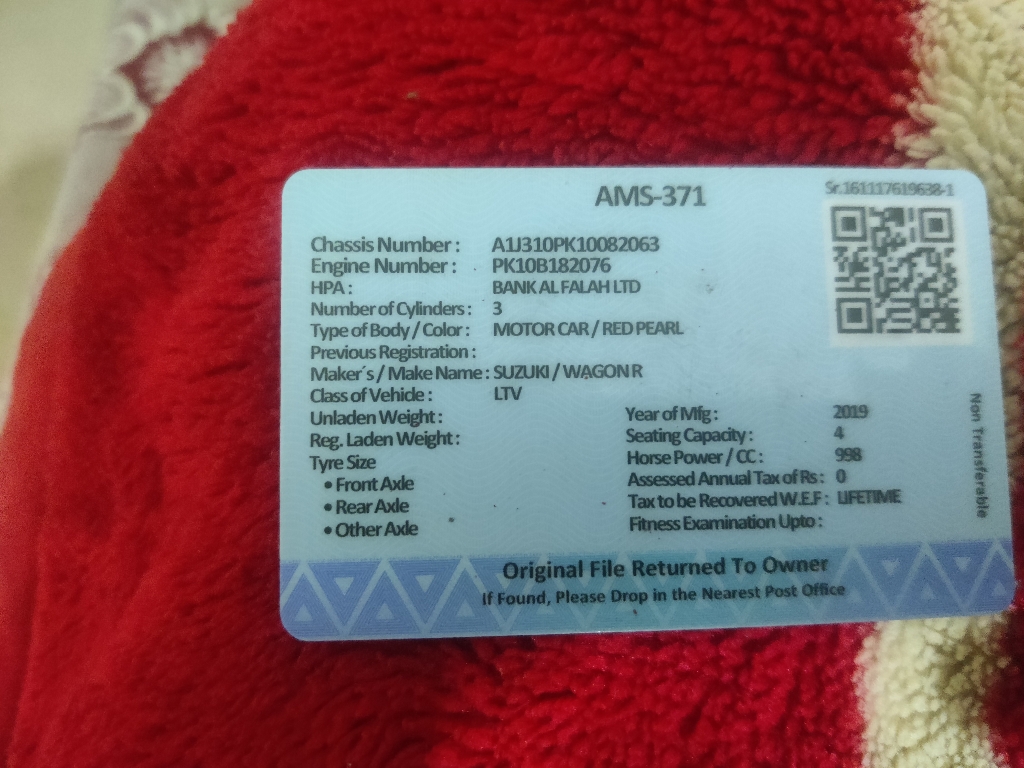 AMS-371
Sr.161117619638-1
Chassis Number : A1J310PK10082063
Engine Number : PK10B182076
HPA : BANK AL FALAH LTD
Number of Cylinders : 3
Type of Body / Color : MOTOR CAR / RED PEARL
Previous Registration :
Maker´s / Make Name : SUZUKI / WAGON R
Class of Vehicle : LTV
Unladen Weight :
Reg. Laden Weight :
Tyre Size
• Front Axle
• Rear Axle
• Other Axle
Year of Mfg : 2019
Seating Capacity : 4
Horse Power / CC : 998
Assessed Annual Tax of Rs : 0
Tax to be Recovered W.E.F : LIFETIME
Fitness Examination Upto :
Non Transferable
Original File Returned To Owner
If Found, Please Drop in the Nearest Post Office